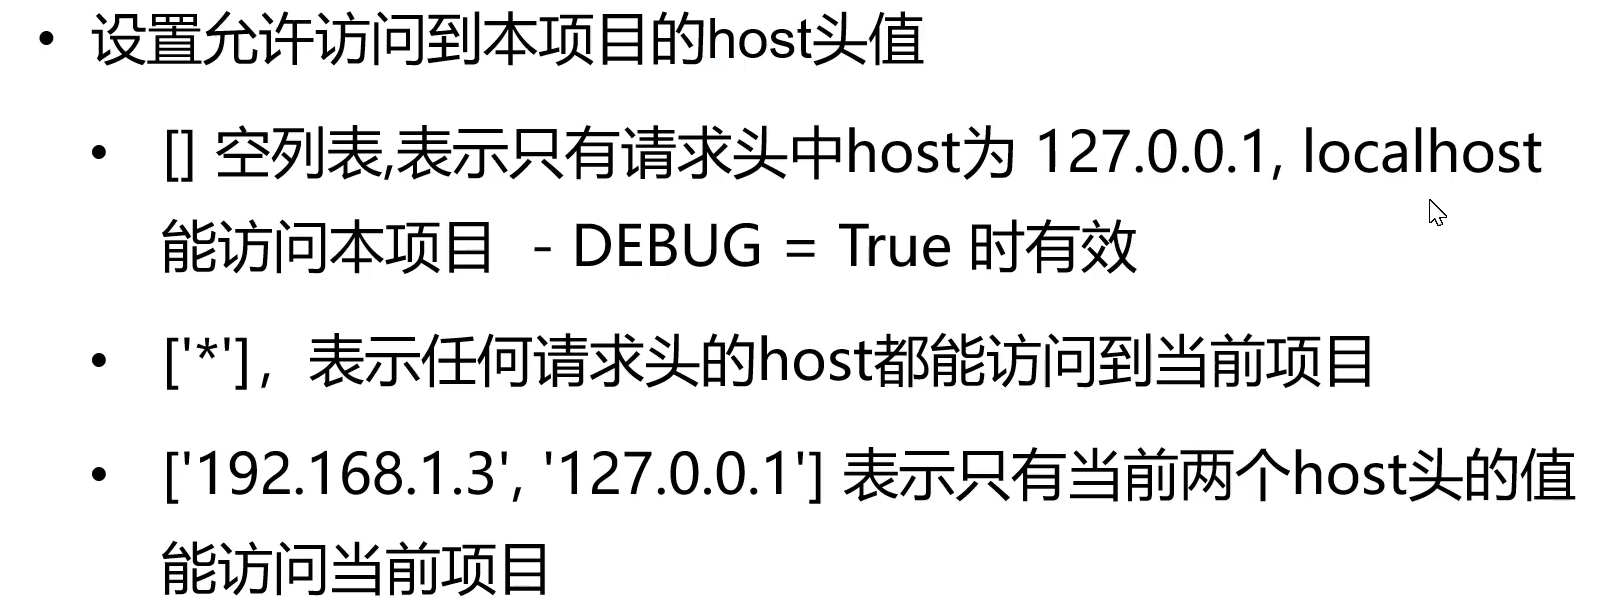 • 设置允许访问到本项目的host头值
• [] 空列表,表示只有请求头中host为 127.0.0.1, localhost
能访问本项目 - DEBUG = True 时有效
• ['*']，表示任何请求头的host都能访问到当前项目
• ['192.168.1.3', '127.0.0.1'] 表示只有当前两个host头的值
能访问当前项目